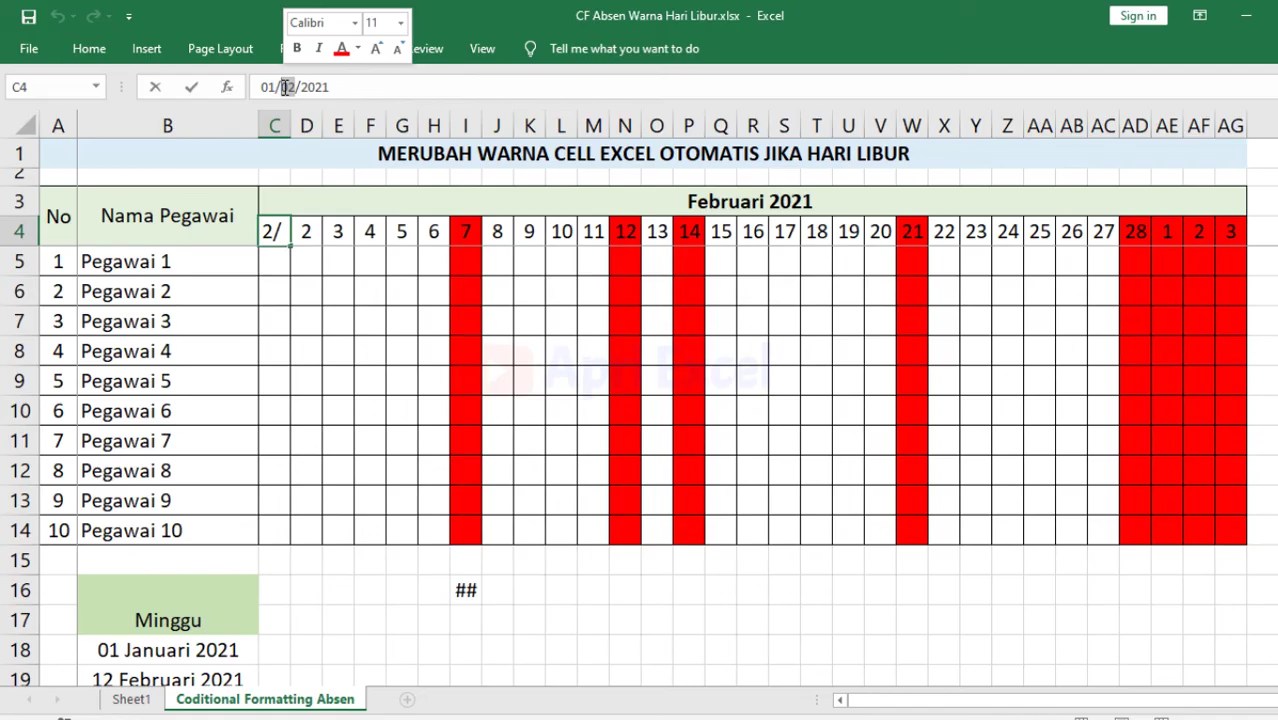 CF Absen Warna Hari Libur.xlsx - Excel
Sign in
Calibri 11
File Home Insert Page Layout eview View Tell me what you want to do
B I A A A
C4 fx 01/02/2021
A B C D E F G H I J K L M N O P Q R S T U V W X Y Z AA AB AC AD AE AF AG
1 MERUBAH WARNA CELL EXCEL OTOMATIS JIKA HARI LIBUR
2
3 No Nama Pegawai Februari 2021
4 2/ 2 3 4 5 6 7 8 9 10 11 12 13 14 15 16 17 18 19 20 21 22 23 24 25 26 27 28 1 2 3
5 1 Pegawai 1
6 2 Pegawai 2
7 3 Pegawai 3
8 4 Pegawai 4
9 5 Pegawai 5
10 6 Pegawai 6
11 7 Pegawai 7
12 8 Pegawai 8
13 9 Pegawai 9
14 10 Pegawai 10
15
16 ##
17 Minggu
18 01 Januari 2021
19 12 Februari 2021
Sheet1 Coditional Formatting Absen